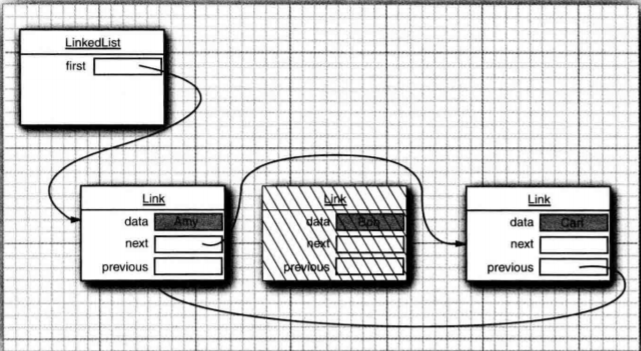 LinkedList
first
Link
data Amy
next
previous
Link
data Bob
next
previous
Link
data Carl
next
previous